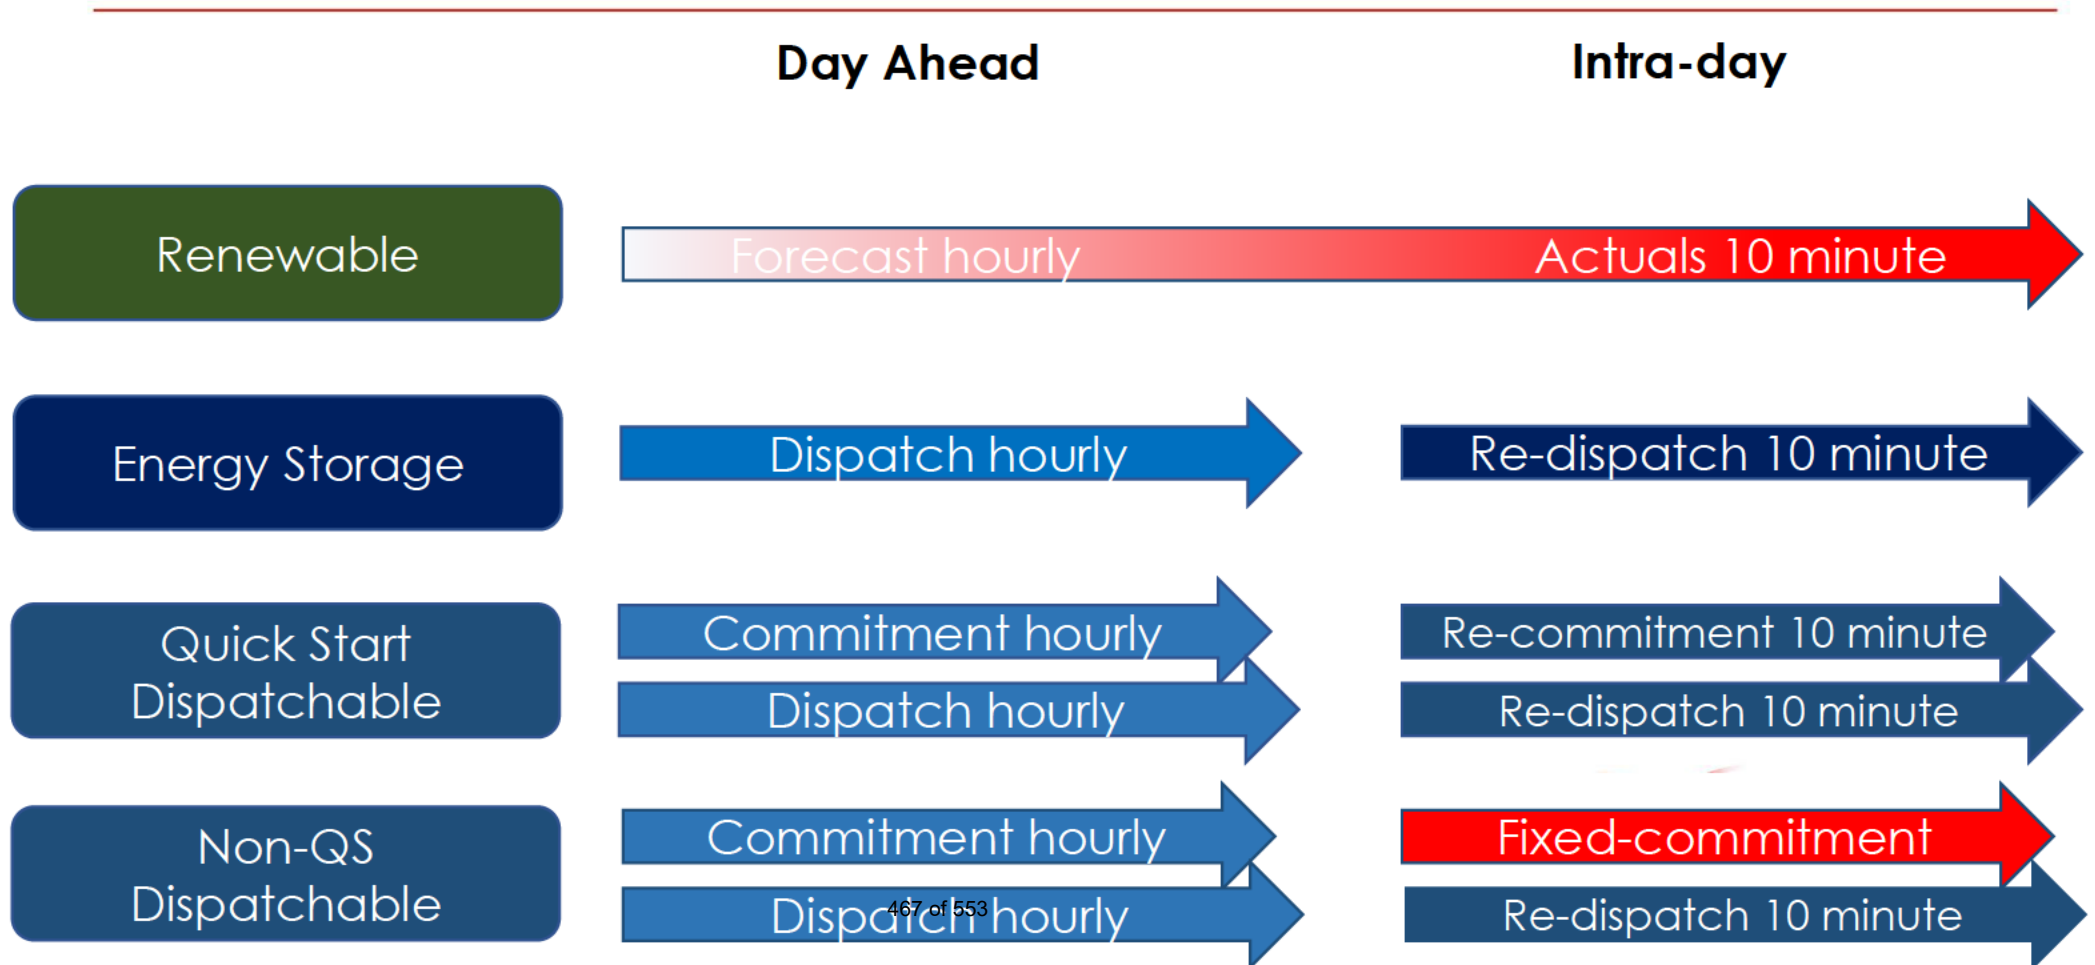 Day Ahead
Intra-day
Renewable
Forecast hourly
Actuals 10 minute
Energy Storage
Dispatch hourly
Re-dispatch 10 minute
Quick Start
Dispatchable
Commitment hourly
Re-commitment 10 minute
Dispatch hourly
Re-dispatch 10 minute
Non-QS
Dispatchable
Commitment hourly
Fixed-commitment
Dispatch hourly
Re-dispatch 10 minute
467 of 553